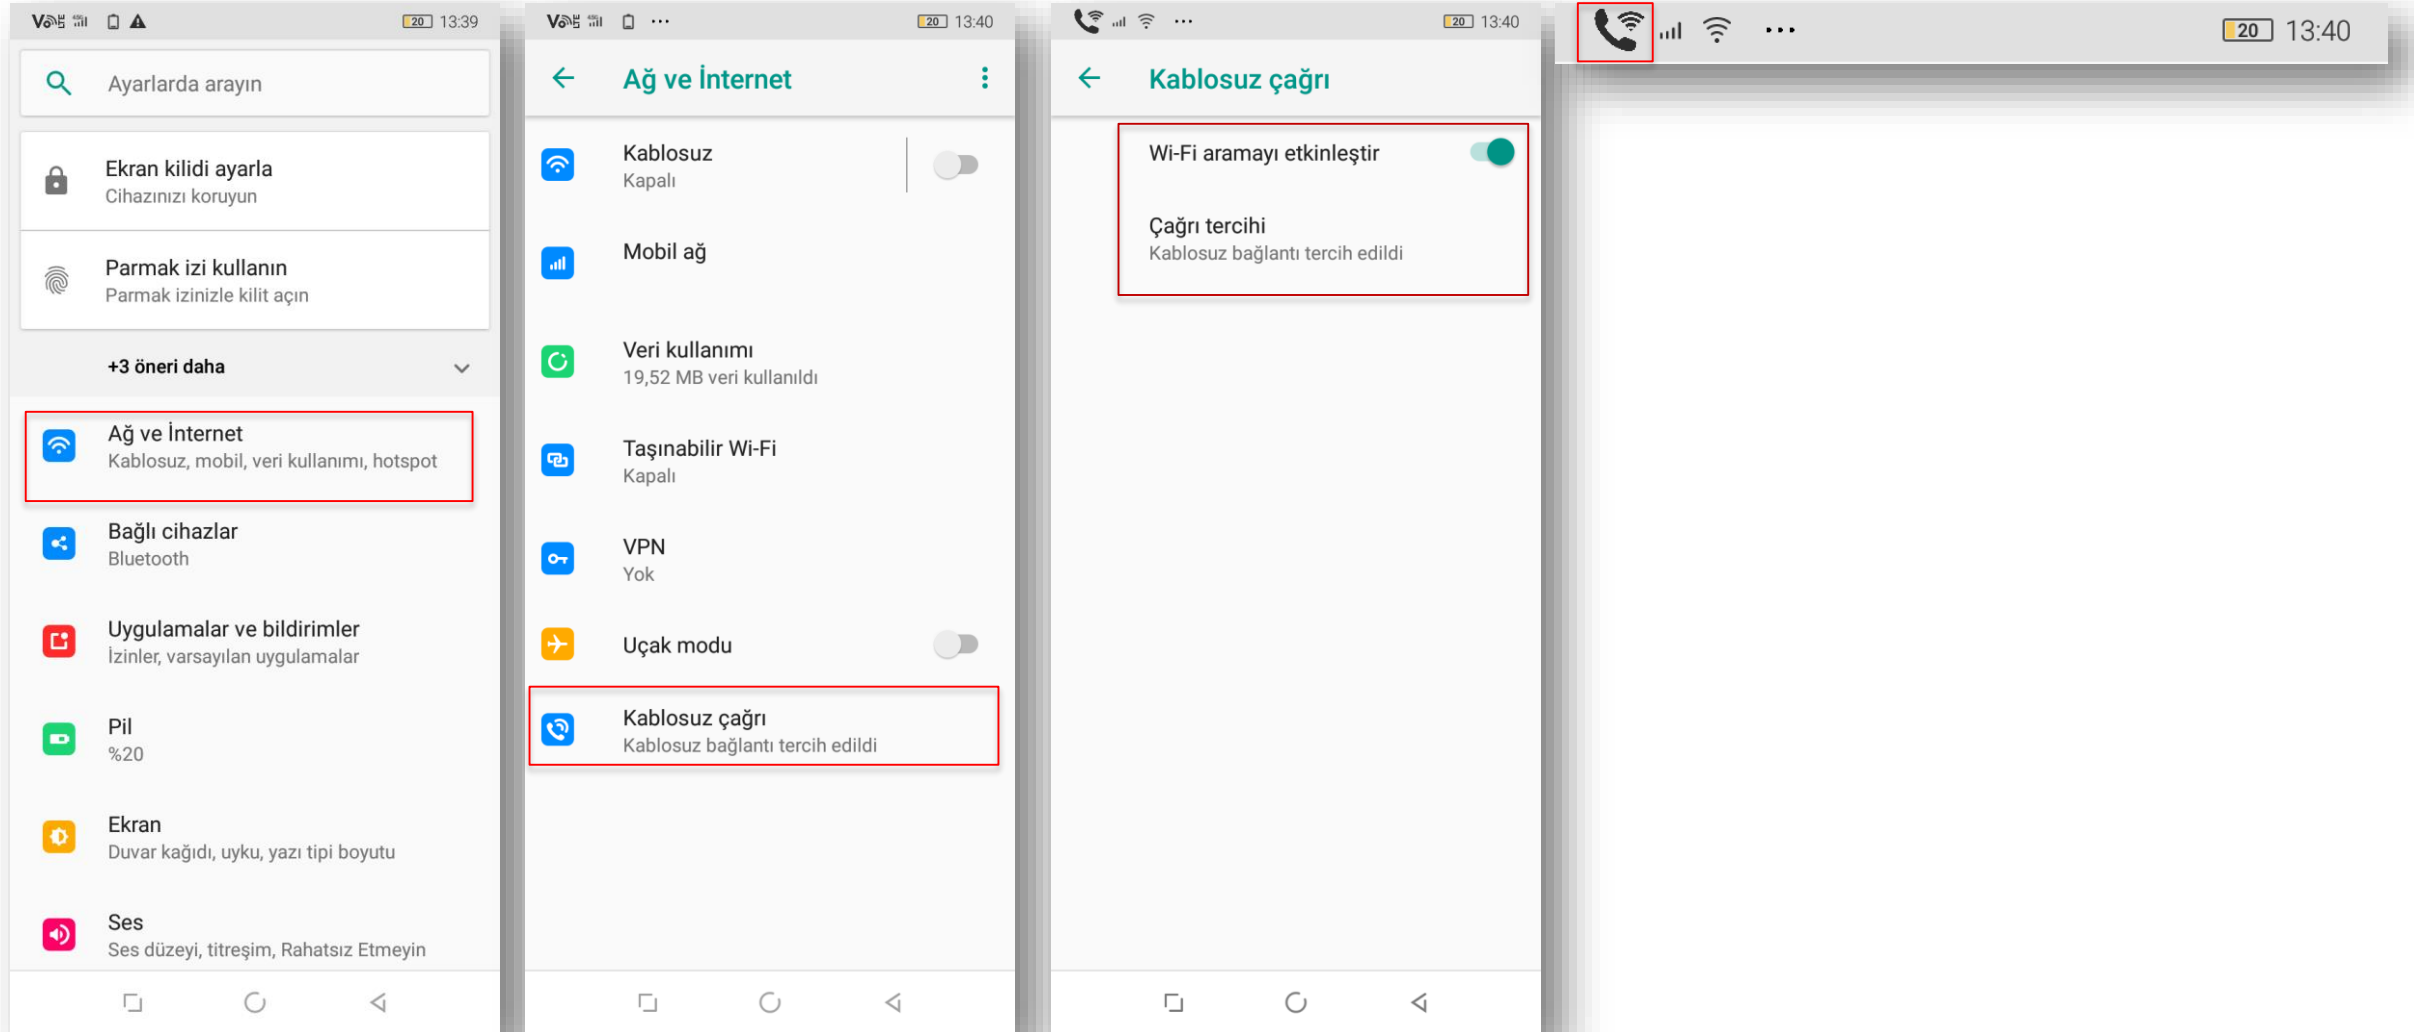 20 13:39
Ayarlarda arayın
Ekran kilidi ayarla
Cihazınızı koruyun
Parmak izi kullanın
Parmak izinizle kilit açın
+3 öneri daha
Ağ ve İnternet
Kablosuz, mobil, veri kullanımı, hotspot
Bağlı cihazlar
Bluetooth
Uygulamalar ve bildirimler
İzinler, varsayılan uygulamalar
Pil
%20
Ekran
Duvar kağıdı, uyku, yazı tipi boyutu
Ses
Ses düzeyi, titreşim, Rahatsız Etmeyin
20 13:40
Ağ ve İnternet
Kablosuz
Kapalı
Mobil ağ
Veri kullanımı
19,52 MB veri kullanıldı
Taşınabilir Wi-Fi
Kapalı
VPN
Yok
Uçak modu
Kablosuz çağrı
Kablosuz bağlantı tercih edildi
20 13:40
Kablosuz çağrı
Wi-Fi aramayı etkinleştir
Çağrı tercihi
Kablosuz bağlantı tercih edildi
20 13:40